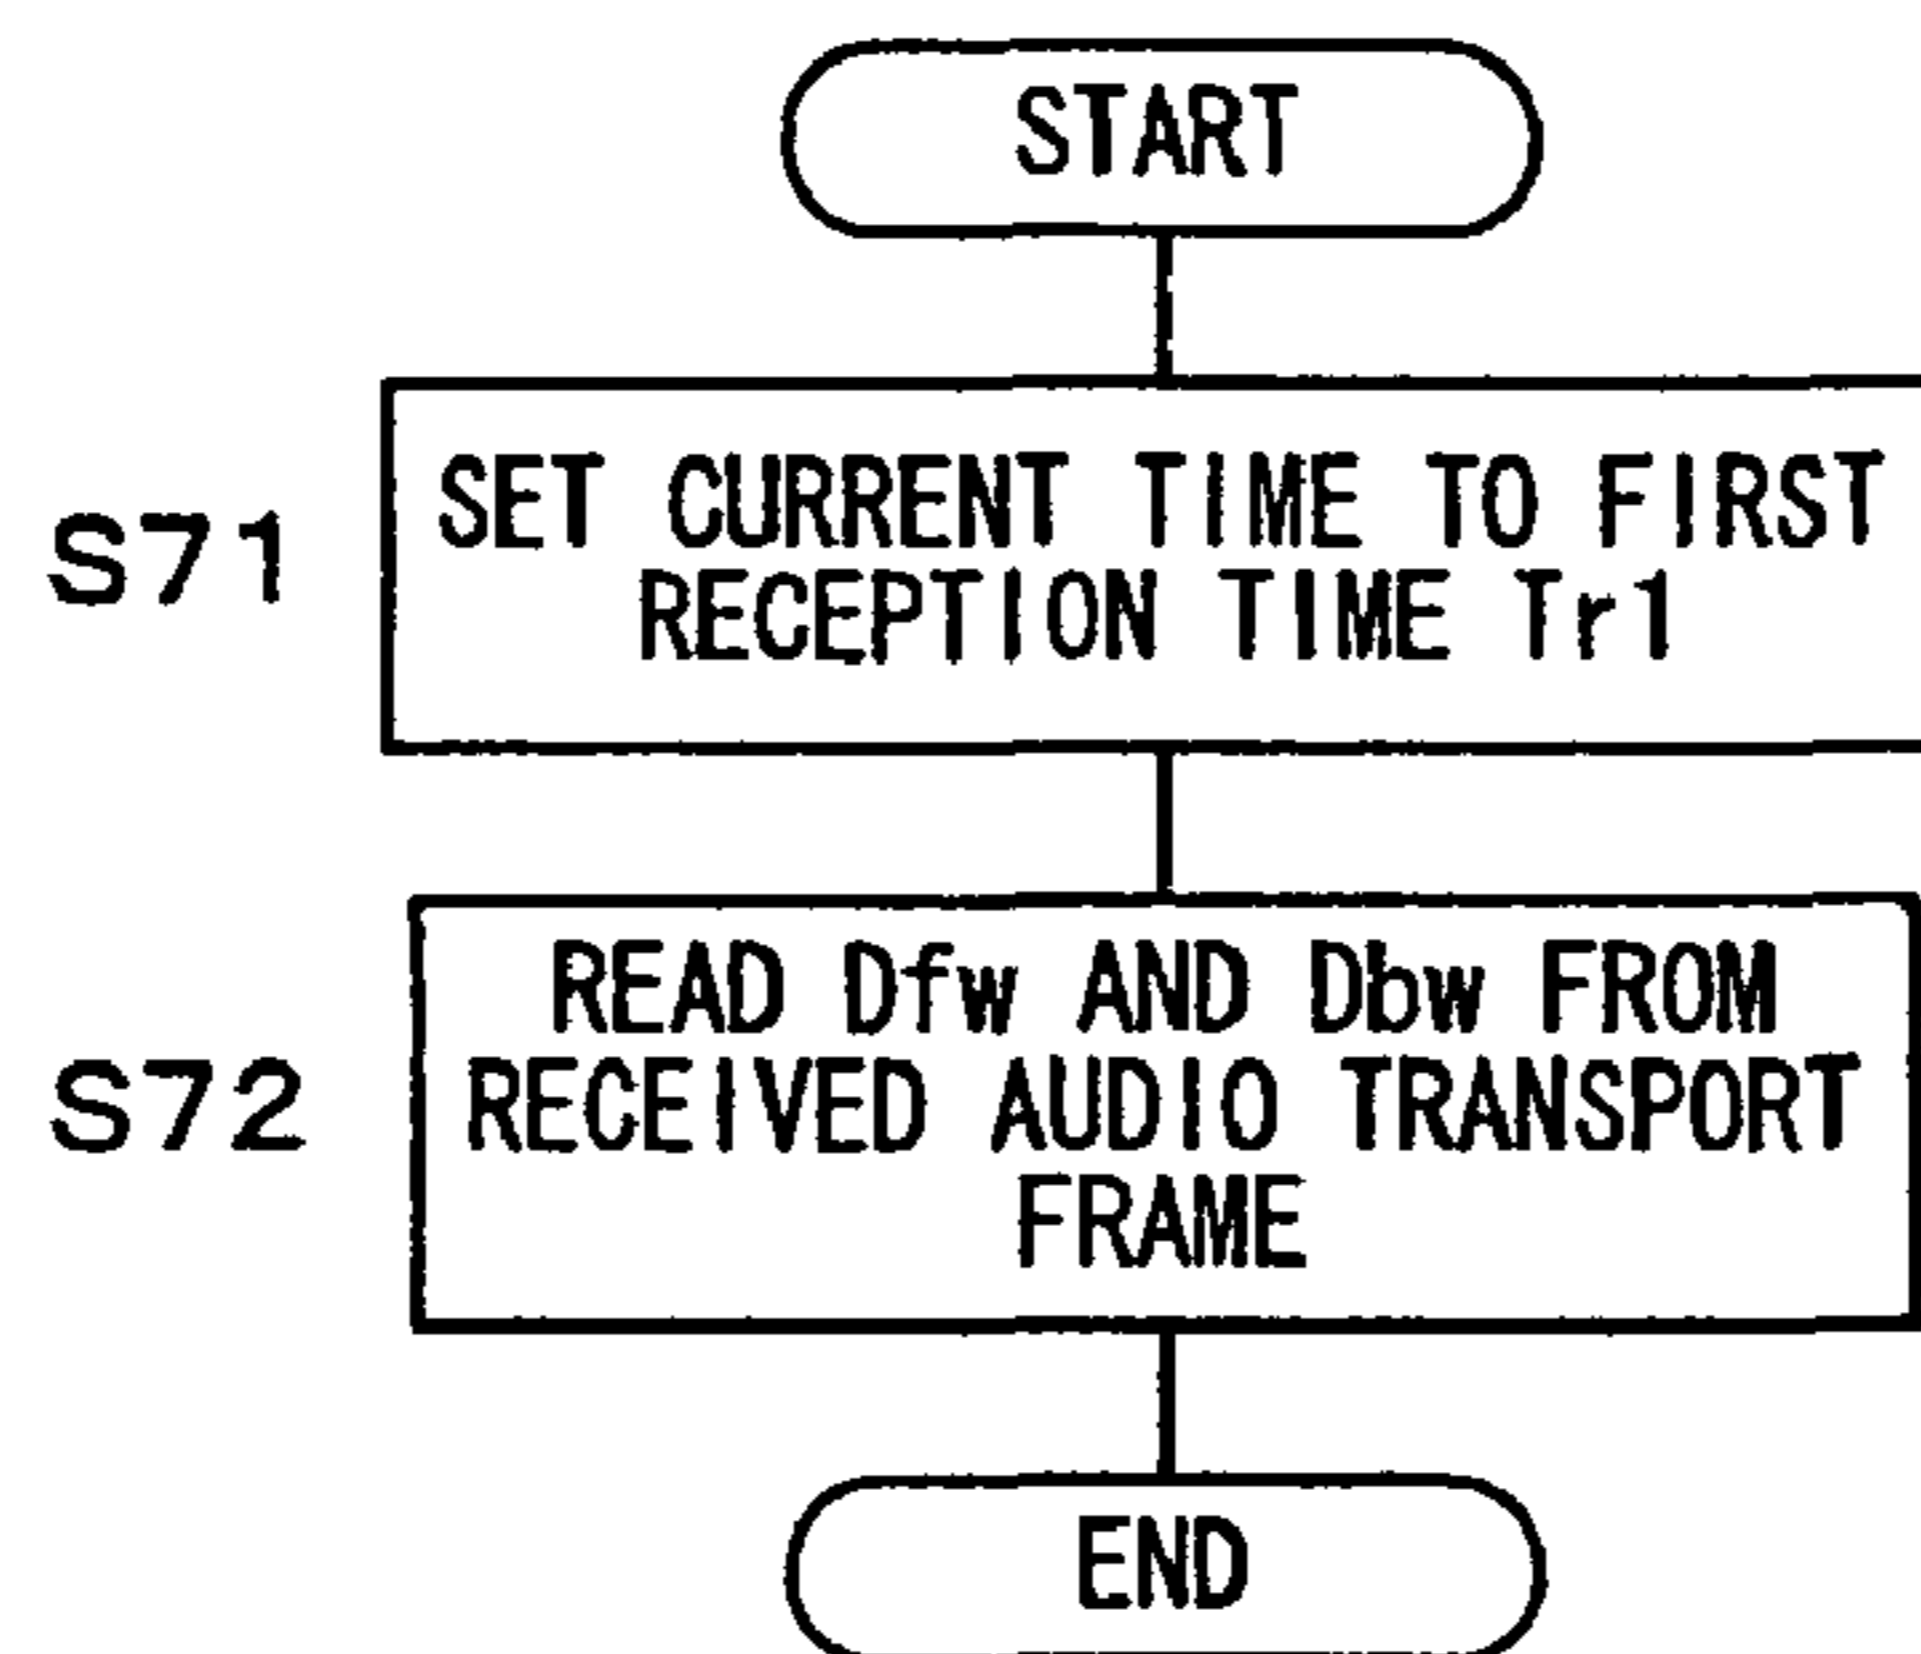 START
S71
SET CURRENT TIME TO FIRST
RECEPTION TIME Tr1
S72
READ Dfw AND Dbw FROM
RECEIVED AUDIO TRANSPORT
FRAME
END